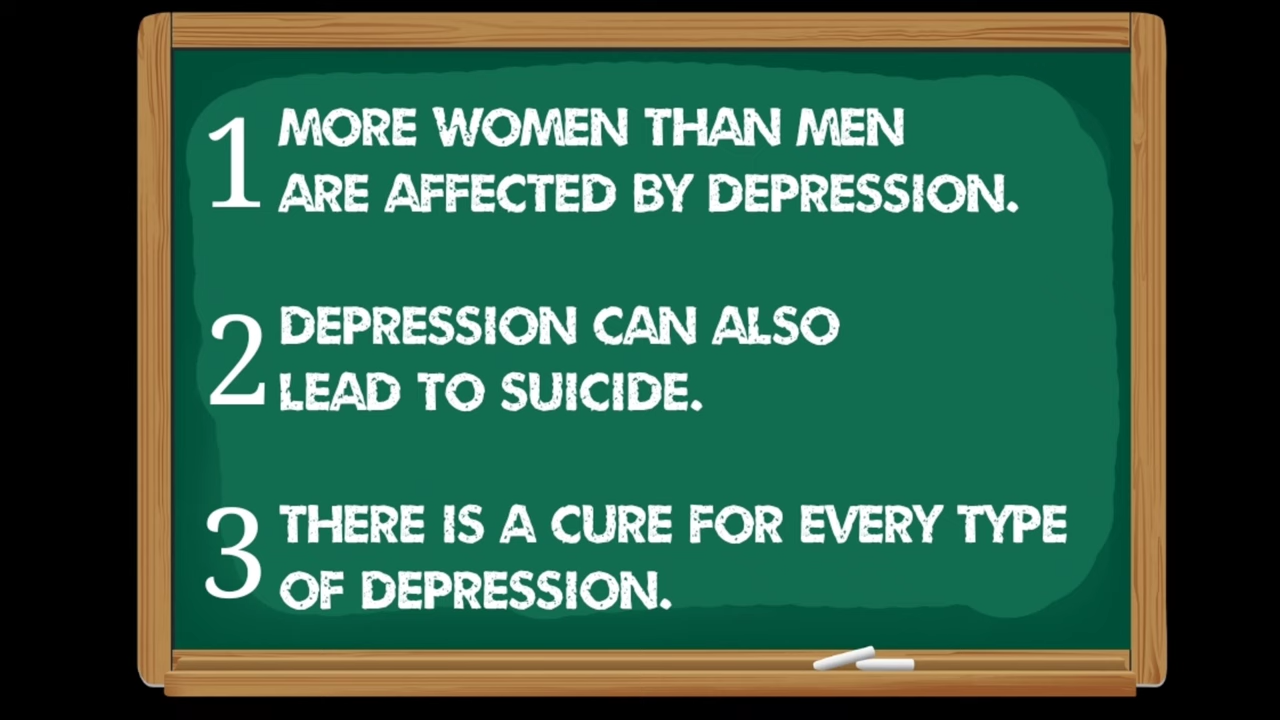 1 MORE WOMEN THAN MEN
ARE AFFECTED BY DEPRESSION.
2 DEPRESSION CAN ALSO
LEAD TO SUICIDE.
3 THERE IS A CURE FOR EVERY TYPE
OF DEPRESSION.